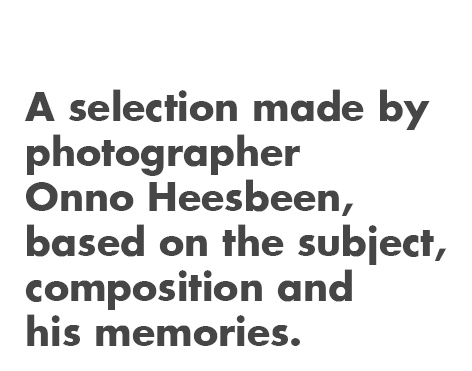 A selection made by
photographer
Onno Heesbeen,
based on the subject,
composition and
his memories.